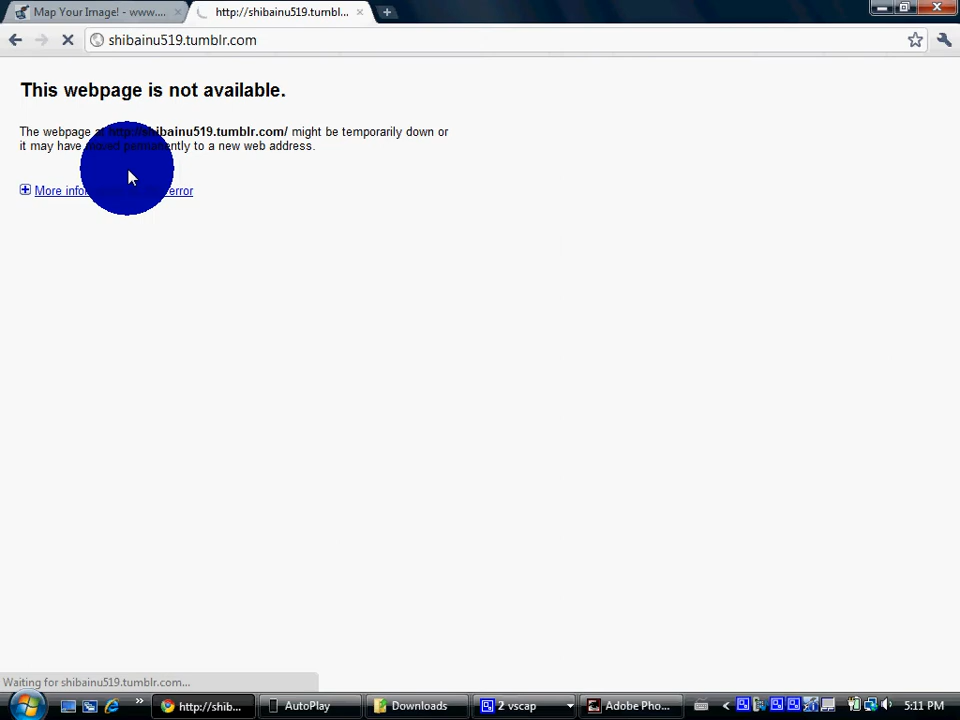 Map Your Image! - www....
http://shibainu519.tumbl...
shibainu519.tumblr.com
This webpage is not available.
The webpage at http://shibainu519.tumblr.com/ might be temporarily down or
it may have moved permanently to a new web address.
More information on this error
Waiting for shibainu519.tumblr.com...
http://shib...
AutoPlay
Downloads
2 vscap
Adobe Pho...
5:11 PM